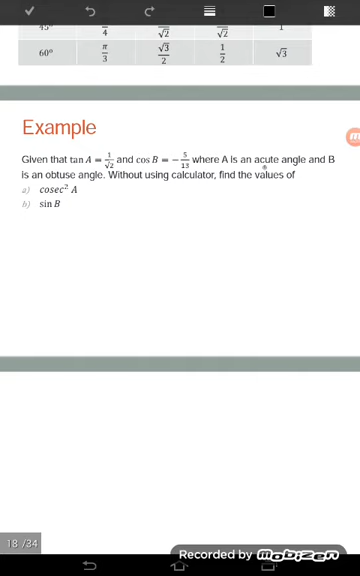 45° π/4 1/√2 1/√2 1
60° π/3 √3/2 1/2 √3
Example
Given that tan A = 1/√2 and cos B = −5/13 where A is an acute angle and B
is an obtuse angle. Without using calculator, find the values of
a) cosec² A
b) sin B
18 /34
Recorded by mobizen